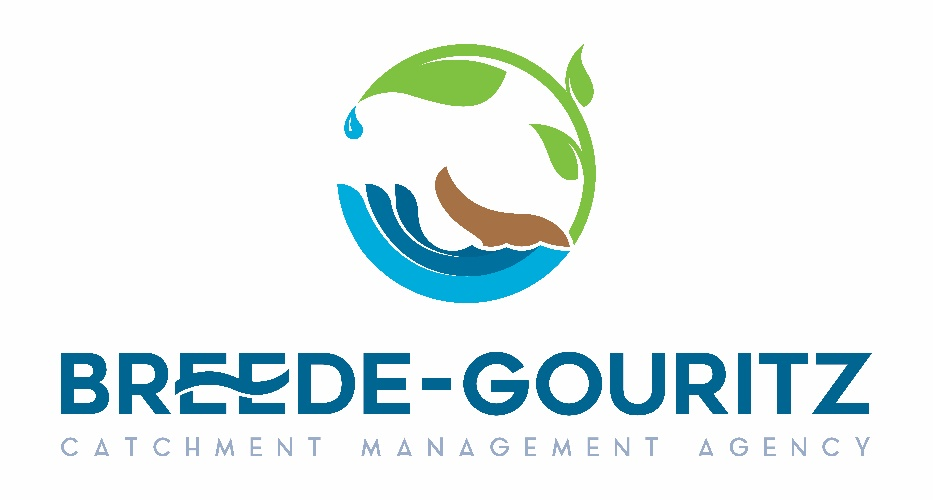 BREEDE-GOURITZ
CATCHMENT MANAGEMENT AGENCY